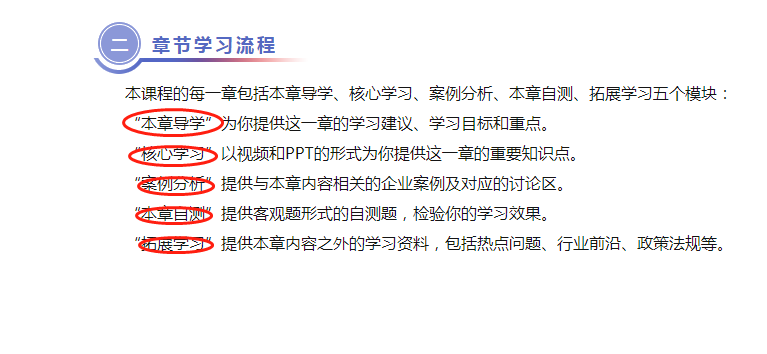 二 章节学习流程
本课程的每一章包括本章导学、核心学习、案例分析、本章自测、拓展学习五个模块：
“本章导学”为你提供这一章的学习建议、学习目标和重点。
“核心学习”以视频和PPT的形式为你提供这一章的重要知识点。
“案例分析”提供与本章内容相关的企业案例及对应的讨论区。
“本章自测”提供客观题形式的自测题，检验你的学习效果。
“拓展学习”提供本章内容之外的学习资料，包括热点问题、行业前沿、政策法规等。